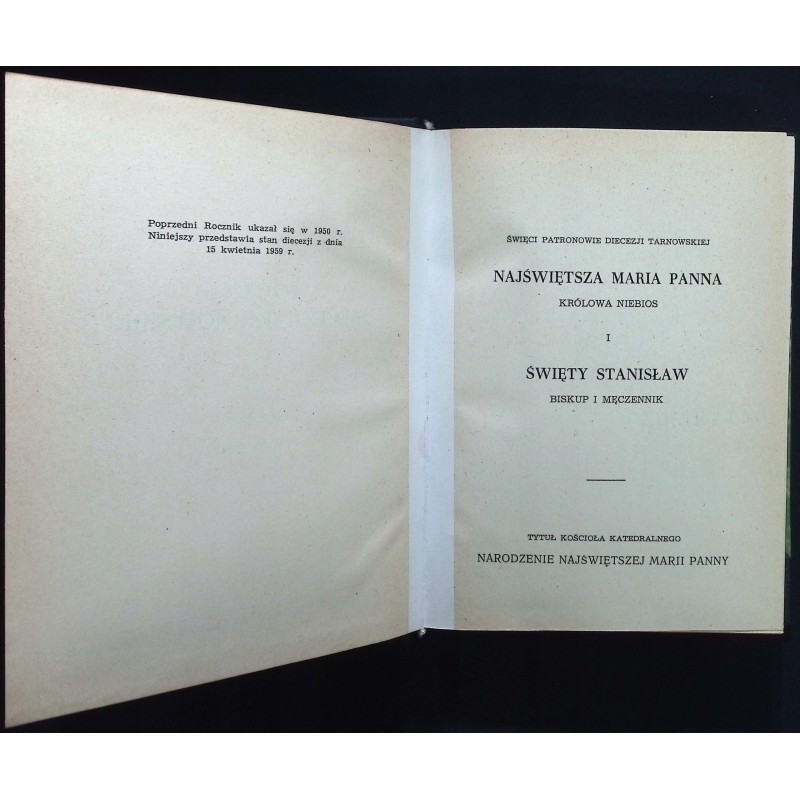 Poprzedni Rocznik ukazał się w 1950 r.
Niniejszy przedstawia stan diecezji z dnia
15 kwietnia 1959 r.
ŚWIĘCI PATRONOWIE DIECEZJI TARNOWSKIEJ
NAJŚWIĘTSZA MARIA PANNA
KRÓLOWA NIEBIOS
I
ŚWIĘTY STANISŁAW
BISKUP I MĘCZENNIK
TYTUŁ KOŚCIOŁA KATEDRALNEGO
NARODZENIE NAJŚWIĘTSZEJ MARII PANNY